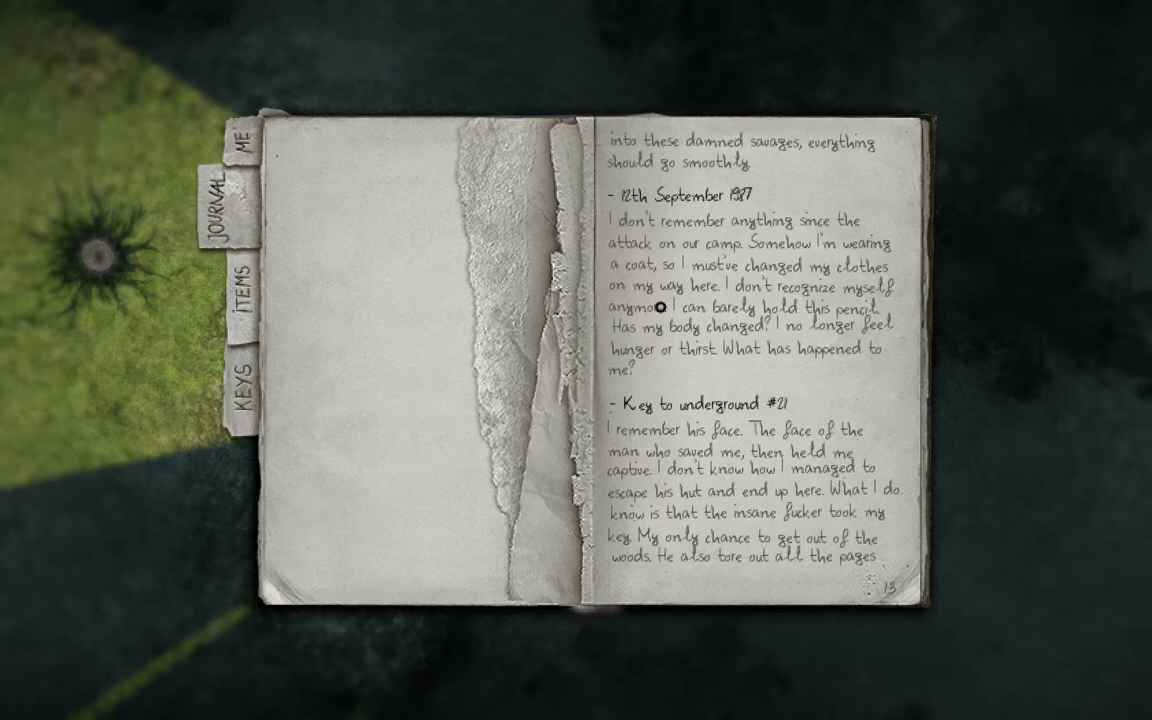 ME
JOURNAL
ITEMS
KEYS
into these damned savages, everything
should go smoothly.
- 12th September 1987
I don't remember anything since the
attack on our camp. Somehow I'm wearing
a coat, so I must've changed my clothes
on my way here. I don't recognize myself
anymo I can barely hold this pencil.
Has my body changed? I no longer feel
hunger or thirst. What has happened to
me?
- Key to underground #21
I remember his face. The face of the
man who saved me, then held me
captive. I don't know how I managed to
escape his hut and end up here. What I do
know is that the insane fucker took my
key. My only chance to get out of the
woods. He also tore out all the pages
13